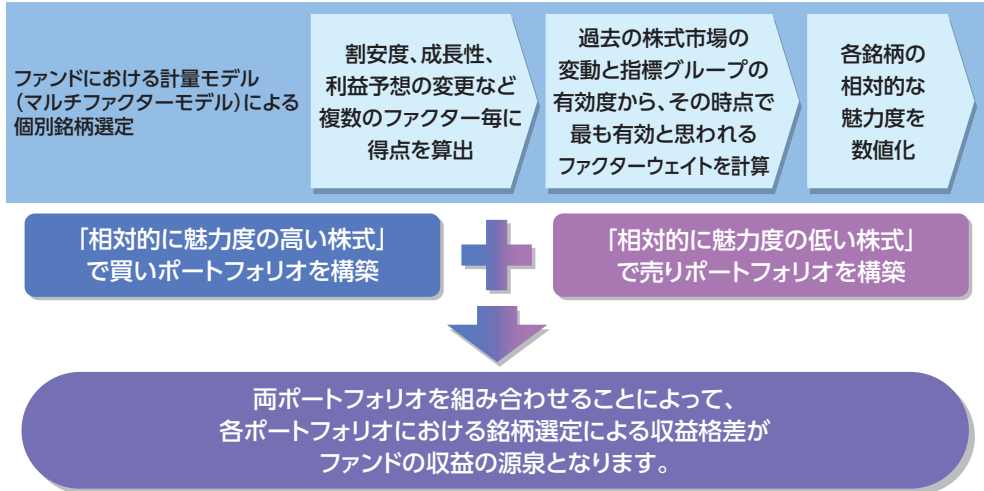 ファンドにおける計量モデル
(マルチファクターモデル)による
個別銘柄選定
割安度、成長性、
利益予想の変更など
複数のファクター毎に
得点を算出
過去の株式市場の
変動と指標グループの
有効度から、その時点で
最も有効と思われる
ファクターウェイトを計算
各銘柄の
相対的な
魅力度を
数値化
「相対的に魅力度の高い株式」
で買いポートフォリオを構築
「相対的に魅力度の低い株式」
で売りポートフォリオを構築
両ポートフォリオを組み合わせることによって、
各ポートフォリオにおける銘柄選定による収益格差が
ファンドの収益の源泉となります。